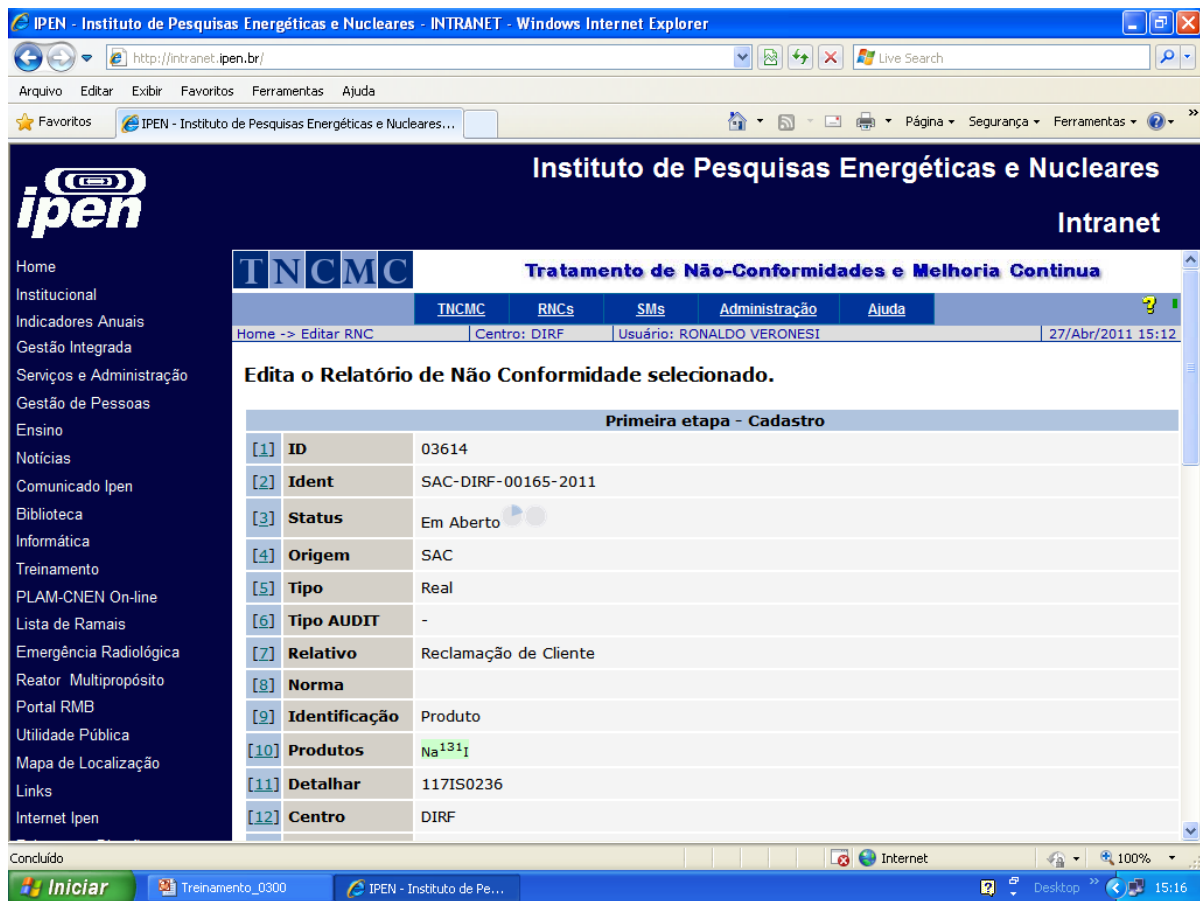 IPEN - Instituto de Pesquisas Energéticas e Nucleares - INTRANET - Windows Internet Explorer
http://intranet.ipen.br/
Live Search
Arquivo Editar Exibir Favoritos Ferramentas Ajuda
Favoritos IPEN - Instituto de Pesquisas Energéticas e Nucleares... Página Segurança Ferramentas »
ipen
Instituto de Pesquisas Energéticas e Nucleares
Intranet
Home
Institucional
Indicadores Anuais
Gestão Integrada
Serviços e Administração
Gestão de Pessoas
Ensino
Notícias
Comunicado Ipen
Biblioteca
Informática
Treinamento
PLAM-CNEN On-line
Lista de Ramais
Emergência Radiológica
Reator Multipropósito
Portal RMB
Utilidade Pública
Mapa de Localização
Links
Internet Ipen
TNCMC Tratamento de Não-Conformidades e Melhoria Continua
TNCMC RNCs SMs Administração Ajuda
Home -> Editar RNC Centro: DIRF Usuário: RONALDO VERONESI 27/Abr/2011 15:12
Edita o Relatório de Não Conformidade selecionado.
Primeira etapa - Cadastro
[1] ID 03614
[2] Ident SAC-DIRF-00165-2011
[3] Status Em Aberto
[4] Origem SAC
[5] Tipo Real
[6] Tipo AUDIT -
[7] Relativo Reclamação de Cliente
[8] Norma
[9] Identificação Produto
[10] Produtos Na¹³¹I
[11] Detalhar 117IS0236
[12] Centro DIRF
Concluído Internet 100%
Iniciar Treinamento_0300 IPEN - Instituto de Pe... Desktop » 15:16